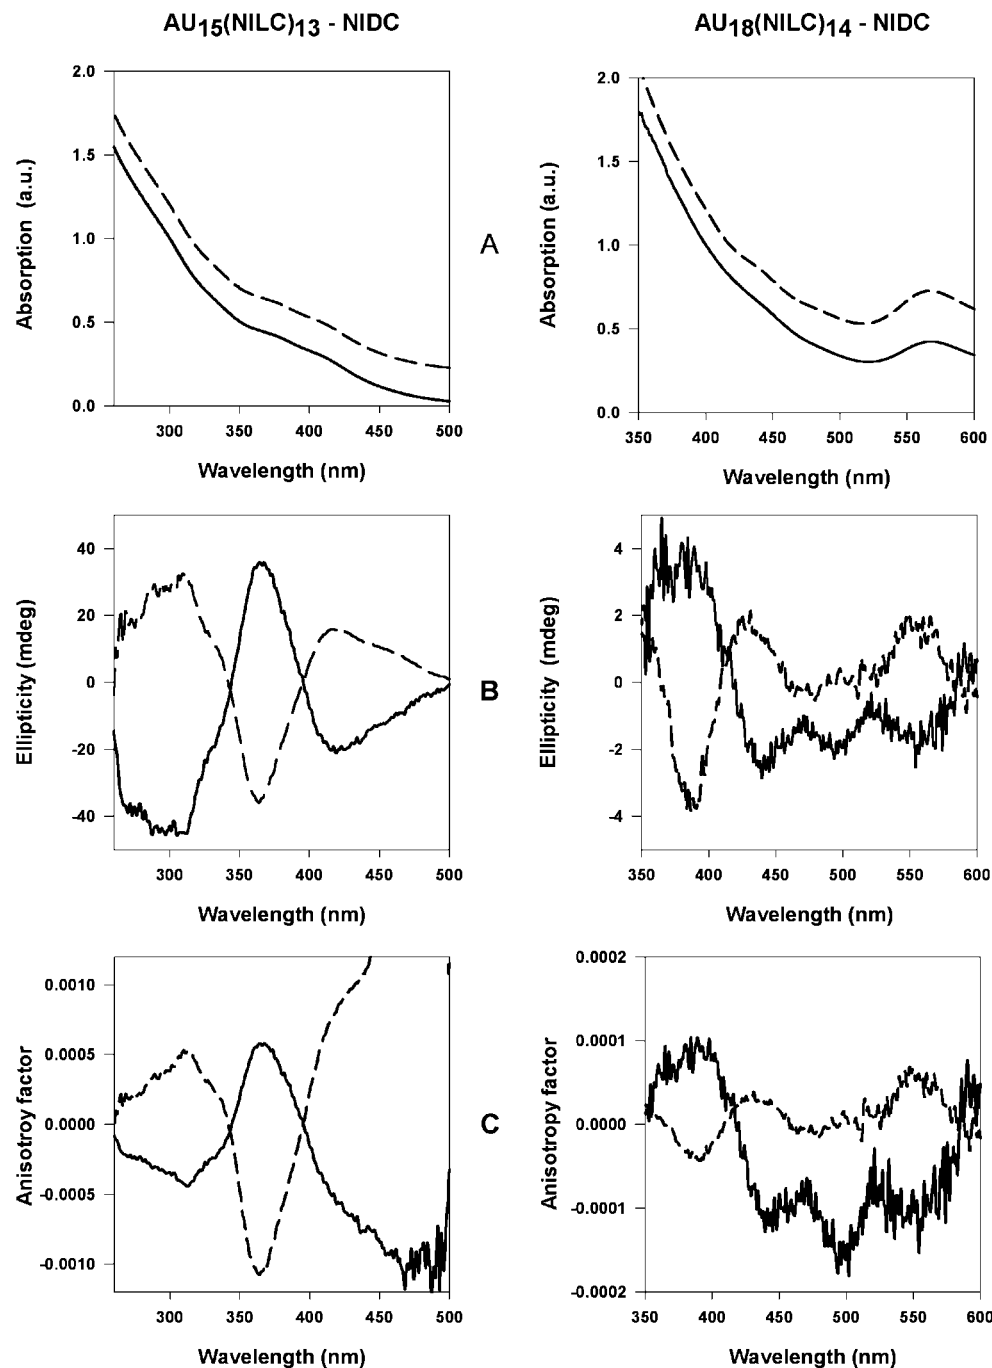 AU15(NILC)13 - NIDC
AU18(NILC)14 - NIDC
Absorption (a.u.)
2.0
1.5
1.0
0.5
0.0
300 350 400 450 500
Wavelength (nm)
A
Absorption (a.u.)
2.0
1.5
1.0
0.5
0.0
350 400 450 500 550 600
Wavelength (nm)
Ellipticity (mdeg)
40
20
0
-20
-40
300 350 400 450 500
Wavelength (nm)
B
Ellipticity (mdeg)
4
2
0
-2
-4
350 400 450 500 550 600
Wavelength (nm)
Anisotroy factor
0.0010
0.0005
0.0000
-0.0005
-0.0010
300 350 400 450 500
Wavelength (nm)
C
Anisotropy factor
0.0002
0.0001
0.0000
-0.0001
-0.0002
350 400 450 500 550 600
Wavelength (nm)